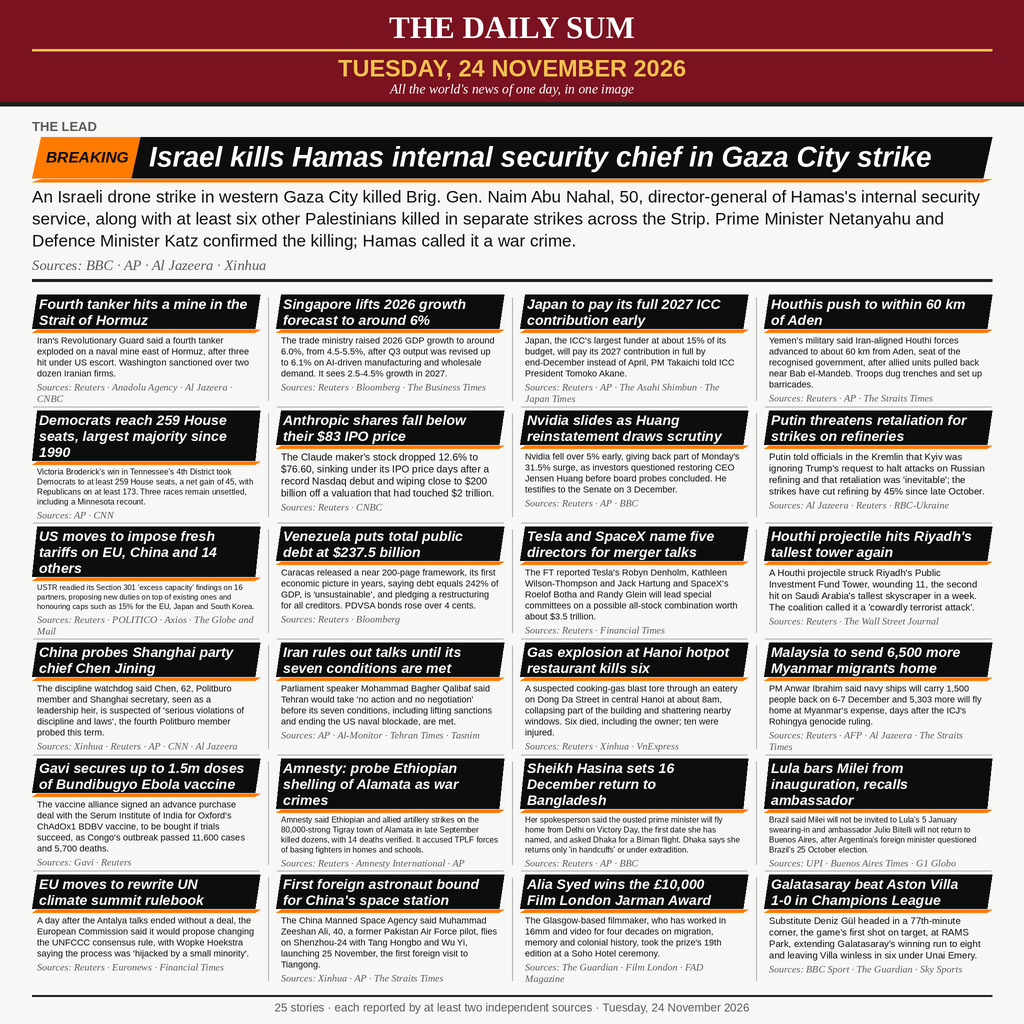 THE DAILY SUM
TUESDAY, 24 NOVEMBER 2026
All the world's news of one day, in one image
THE LEAD
BREAKING
Israel kills Hamas internal security chief in Gaza City strike
An Israeli drone strike in western Gaza City killed Brig. Gen. Naim Abu Nahal, 50, director-general of Hamas's internal security
service, along with at least six other Palestinians killed in separate strikes across the Strip. Prime Minister Netanyahu and
Defence Minister Katz confirmed the killing; Hamas called it a war crime.
Sources: BBC · AP · Al Jazeera · Xinhua
Fourth tanker hits a mine in the
Strait of Hormuz
Iran's Revolutionary Guard said a fourth tanker
exploded on a naval mine east of Hormuz, after three
hit under US escort. Washington sanctioned over two
dozen Iranian firms.
Sources: Reuters · Anadolu Agency · Al Jazeera ·
CNBC
Singapore lifts 2026 growth
forecast to around 6%
The trade ministry raised 2026 GDP growth to around
6.0%, from 4.5-5.5%, after Q3 output was revised up
to 6.1% on AI-driven manufacturing and wholesale
demand. It sees 2.5-4.5% growth in 2027.
Sources: Reuters · Bloomberg · The Business Times
Japan to pay its full 2027 ICC
contribution early
Japan, the ICC's largest funder at about 15% of its
budget, will pay its 2027 contribution in full by
end-December instead of April, PM Takaichi told ICC
President Tomoko Akane.
Sources: Reuters · AP · The Asahi Shimbun · The
Japan Times
Houthis push to within 60 km
of Aden
Yemen's military said Iran-aligned Houthi forces
advanced to about 60 km from Aden, seat of the
recognised government, after allied units pulled back
near Bab el-Mandeb. Troops dug trenches and set up
barricades.
Sources: Reuters · AP · The Straits Times
Democrats reach 259 House
seats, largest majority since
1990
Victoria Broderick's win in Tennessee's 4th District took
Democrats to at least 259 House Seats, a net gain of 45, with
Republicans on at least 173. Three races remain unsettled,
including a Minnesota recount.
Sources: AP · CNN
Anthropic shares fall below
their $83 IPO price
The Claude maker's stock dropped 12.6% to
$76.60, sinking under its IPO price days after a
record Nasdaq debut and wiping close to $200
billion off a valuation that had touched $2 trillion.
Sources: Reuters · CNBC
Nvidia slides as Huang
reinstatement draws scrutiny
Nvidia fell over 5% early, giving back part of Monday's
31.5% surge, as investors questioned restoring CEO
Jensen Huang before board probes concluded. He
testifies to the Senate on 3 December.
Sources: Reuters · AP · BBC
Putin threatens retaliation for
strikes on refineries
Putin told officials in the Kremlin that Kyiv was
ignoring Trump's request to halt attacks on Russian
refining and that retaliation was 'inevitable'; the
strikes have cut refining by 45% since late October.
Sources: Al Jazeera · Reuters · RBC-Ukraine
US moves to impose fresh
tariffs on EU, China and 14
others
USTR readied its Section 301 'excess capacity' findings on 16
partners, proposing new duties on top of existing ones and
honouring caps such as 15% for the EU, Japan and South Korea.
Sources: Reuters · POLITICO · Axios · The Globe and
Mail
Venezuela puts total public
debt at $237.5 billion
Caracas released a near 200-page framework, its first
economic picture in years, saying debt equals 242% of
GDP, is 'unsustainable', and pledging a restructuring
for all creditors. PDVSA bonds rose over 4 cents.
Sources: Reuters · Bloomberg
Tesla and SpaceX name five
directors for merger talks
The FT reported Tesla's Robyn Denholm, Kathleen
Wilson-Thompson and Jack Hartung and SpaceX's
Roelof Botha and Randy Glein will lead special
committees on a possible all-stock combination worth
about $3.5 trillion.
Sources: Reuters · Financial Times
Houthi projectile hits Riyadh's
tallest tower again
A Houthi projectile struck Riyadh's Public
Investment Fund Tower, wounding 11, the second
hit on Saudi Arabia's tallest skyscraper in a week.
The coalition called it a 'cowardly terrorist attack'.
Sources: Reuters · The Wall Street Journal
China probes Shanghai party
chief Chen Jining
The discipline watchdog said Chen, 62, Politburo
member and Shanghai secretary, seen as a
leadership heir, is suspected of 'serious violations of
discipline and laws', the fourth Politburo member
probed this term.
Sources: Xinhua · Reuters · AP · CNN · Al Jazeera
Iran rules out talks until its
seven conditions are met
Parliament speaker Mohammad Bagher Qalibaf said
Tehran would take 'no action and no negotiation'
before its seven conditions, including lifting sanctions
and ending the US naval blockade, are met.
Sources: AP · Al-Monitor · Tehran Times · Tasnim
Gas explosion at Hanoi hotpot
restaurant kills six
A suspected cooking-gas blast tore through an eatery
on Dong Da Street in central Hanoi at about 8am,
collapsing part of the building and shattering nearby
windows. Six died, including the owner; ten were
injured.
Sources: Reuters · Xinhua · VnExpress
Malaysia to send 6,500 more
Myanmar migrants home
PM Anwar Ibrahim said navy ships will carry 1,500
people back on 6-7 December and 5,303 more will fly
home at Myanmar's expense, days after the ICJ's
Rohingya genocide ruling.
Sources: Reuters · AFP · Al Jazeera · The Straits
Times
Gavi secures up to 1.5m doses
of Bundibugyo Ebola vaccine
The vaccine alliance signed an advance purchase
deal with the Serum Institute of India for Oxford's
ChAdOx1 BDBV vaccine, to be bought if trials
succeed, as Congo's outbreak passed 11,600 cases
and 5,700 deaths.
Sources: Gavi · Reuters
Amnesty: probe Ethiopian
shelling of Alamata as war
crimes
Amnesty said Ethiopian and allied artillery strikes on the
80,000-strong Tigray town of Alamata in late September
killed dozens, with 14 deaths verified. It accused TPLF forces
of basing fighters in homes and schools.
Sources: Reuters · Amnesty International · AP
Sheikh Hasina sets 16
December return to
Bangladesh
Her spokesperson said the ousted prime minister will fly
home from Delhi on Victory Day, the first date she has
named, and asked Dhaka for a Biman flight. Dhaka says she
returns only 'in handcuffs' or under extradition.
Sources: Reuters · AP · BBC
Lula bars Milei from
inauguration, recalls
ambassador
Brazil said Milei will not be invited to Lula's 5 January
swearing-in and ambassador Julio Bitelli will not return to
Buenos Aires, after Argentina's foreign minister questioned
Brazil's 25 October election.
Sources: UPI · Buenos Aires Times · G1 Globo
EU moves to rewrite UN
climate summit rulebook
A day after the Antalya talks ended without a deal, the
European Commission said it would propose changing
the UNFCCC consensus rule, with Wopke Hoekstra
saying the process was 'hijacked by a small minority'.
Sources: Reuters · Euronews · Financial Times
First foreign astronaut bound
for China's space station
The China Manned Space Agency said Muhammad
Zeeshan Ali, 40, a former Pakistan Air Force pilot, flies
on Shenzhou-24 with Tang Hongbo and Wu Yi,
launching 25 November, the first foreign visit to
Tiangong.
Sources: Xinhua · AP · The Straits Times
Alia Syed wins the £10,000
Film London Jarman Award
The Glasgow-based filmmaker, who has worked in
16mm and video for four decades on migration,
memory and colonial history, took the prize's 19th
edition at a Soho Hotel ceremony.
Sources: The Guardian · Film London · FAD
Magazine
Galatasaray beat Aston Villa
1-0 in Champions League
Substitute Deniz Gül headed in a 77th-minute
corner, the game's first shot on target, at RAMS
Park, extending Galatasaray's winning run to eight
and leaving Villa winless in six under Unai Emery.
Sources: BBC Sport · The Guardian · Sky Sports
25 stories · each reported by at least two independent sources · Tuesday, 24 November 2026